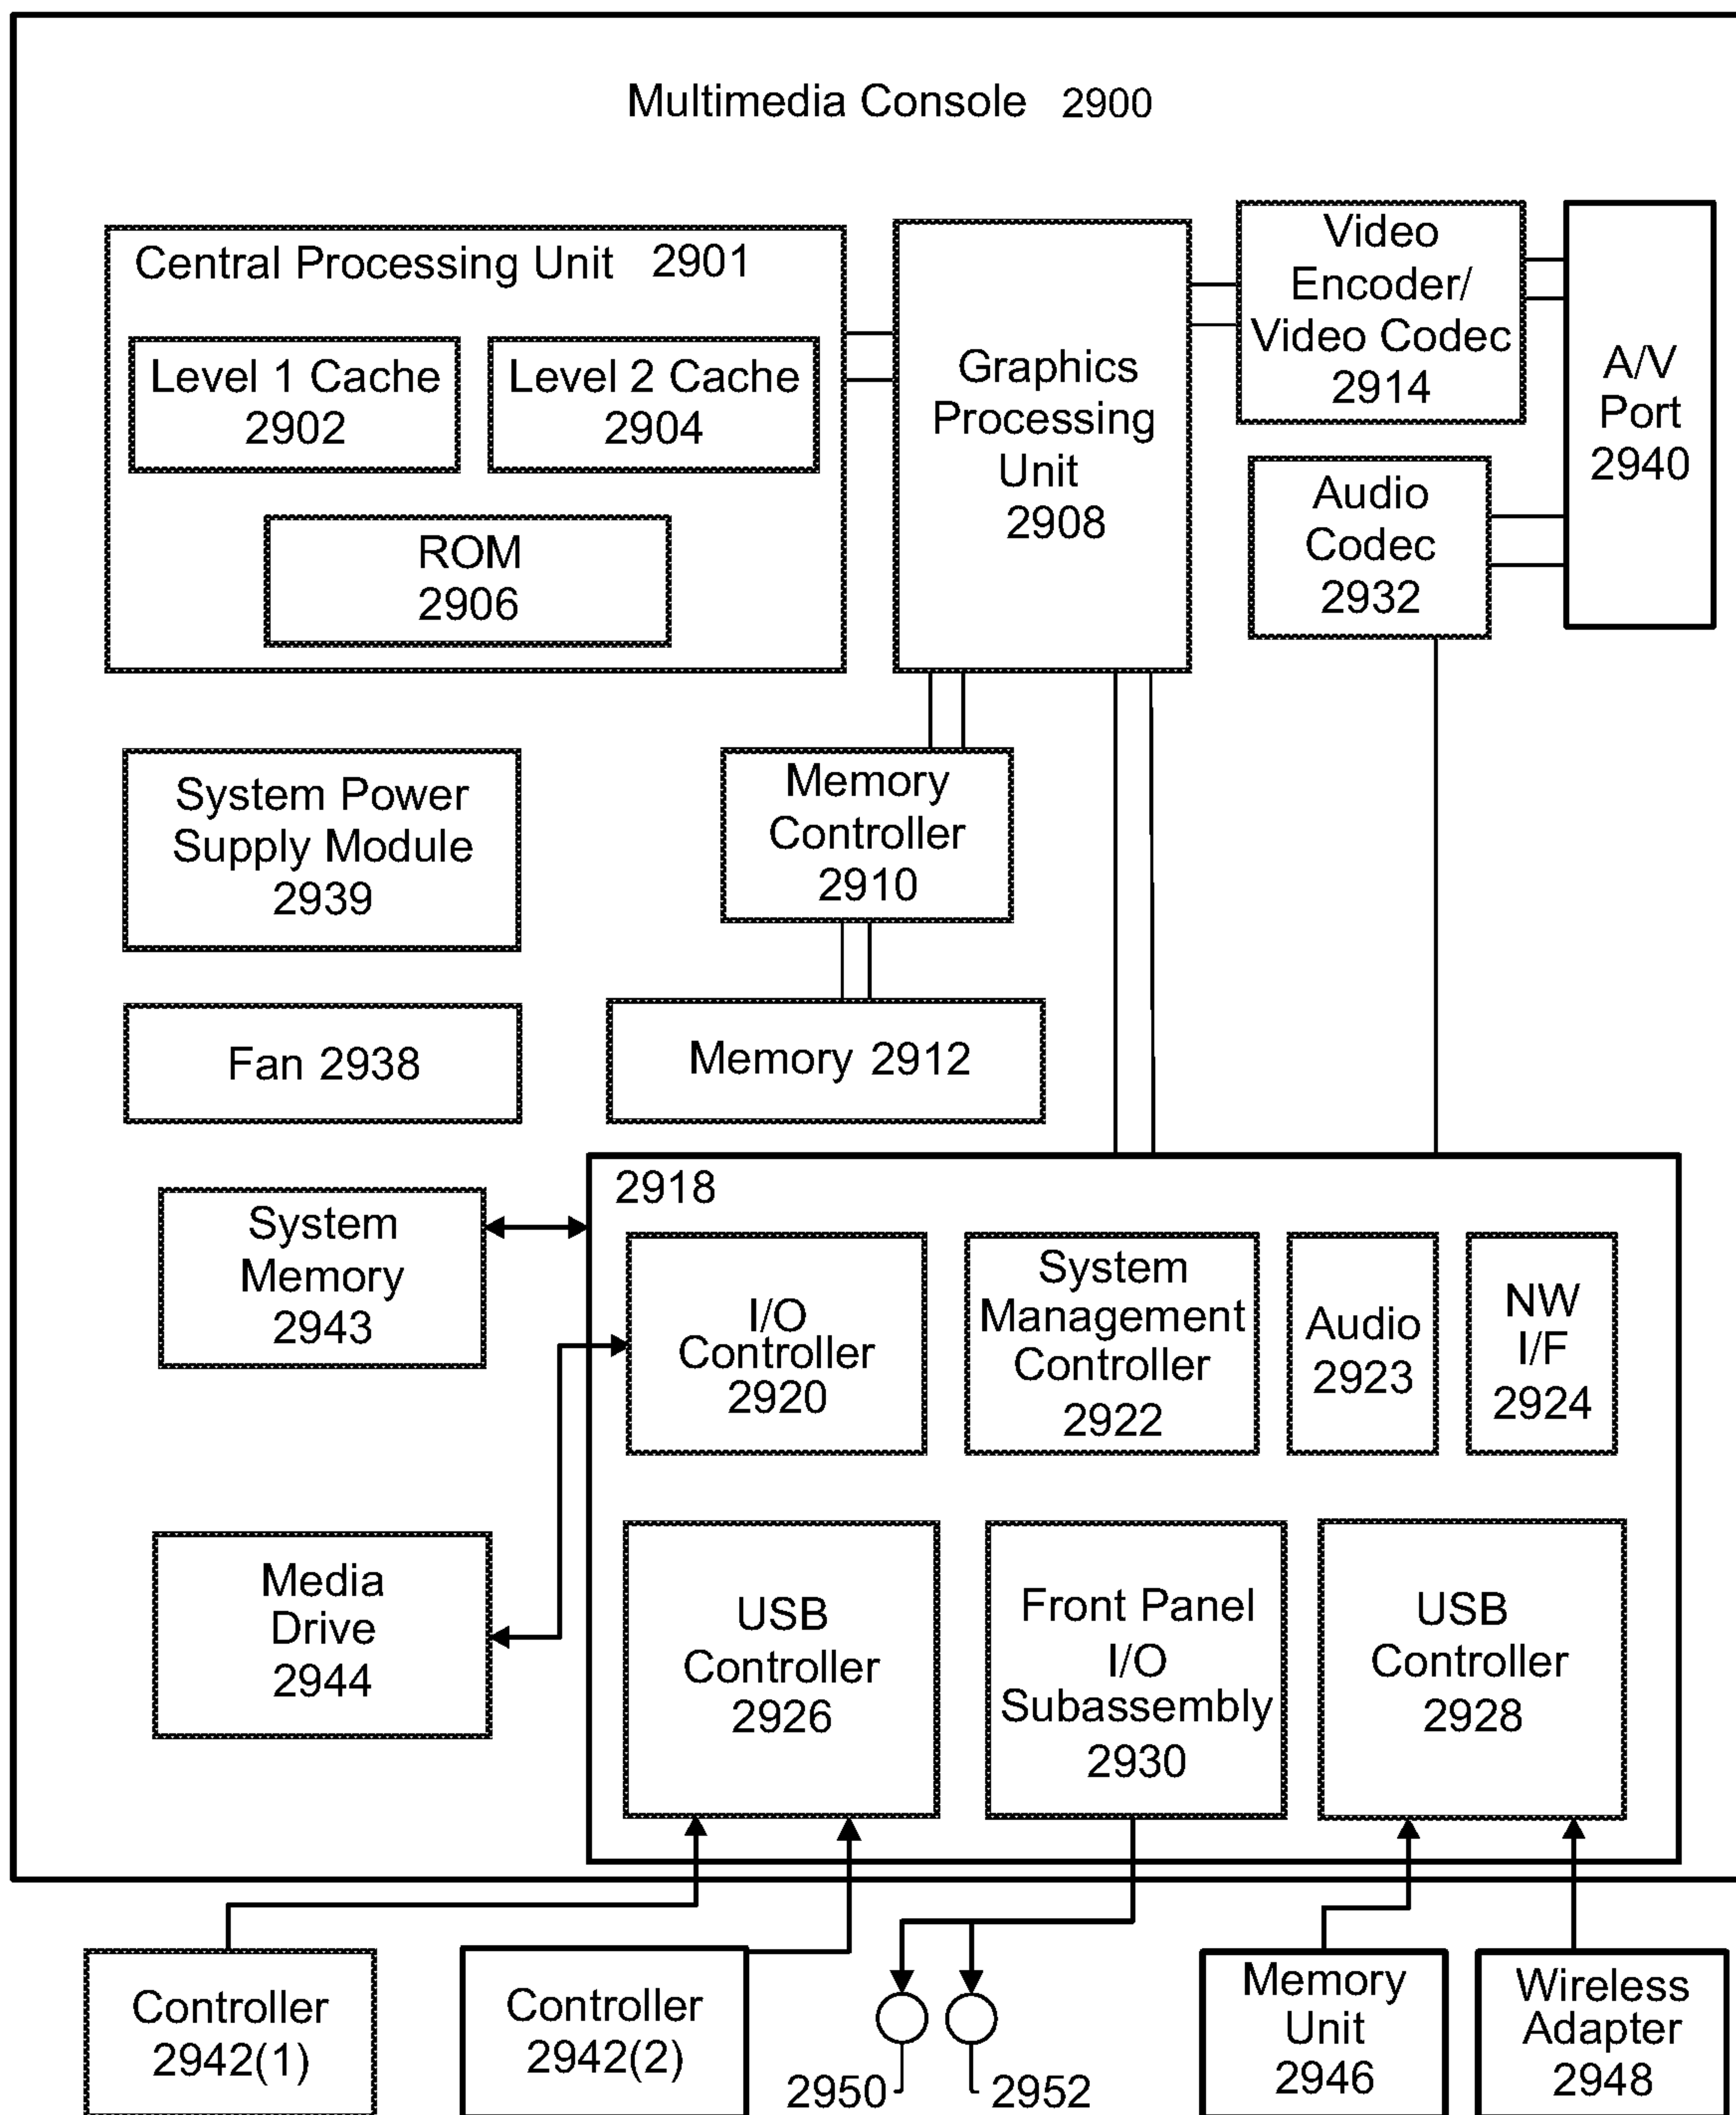 Multimedia Console 2900
Central Processing Unit 2901
Level 1 Cache
2902
Level 2 Cache
2904
ROM
2906
Graphics
Processing
Unit
2908
Video
Encoder/
Video Codec
2914
A/V
Port
2940
Audio
Codec
2932
System Power
Supply Module
2939
Memory
Controller
2910
Fan 2938
Memory 2912
System
Memory
2943
2918
I/O
Controller
2920
System
Management
Controller
2922
Audio
2923
NW
I/F
2924
Media
Drive
2944
USB
Controller
2926
Front Panel
I/O
Subassembly
2930
USB
Controller
2928
Controller
2942(1)
Controller
2942(2)
2950
2952
Memory
Unit
2946
Wireless
Adapter
2948